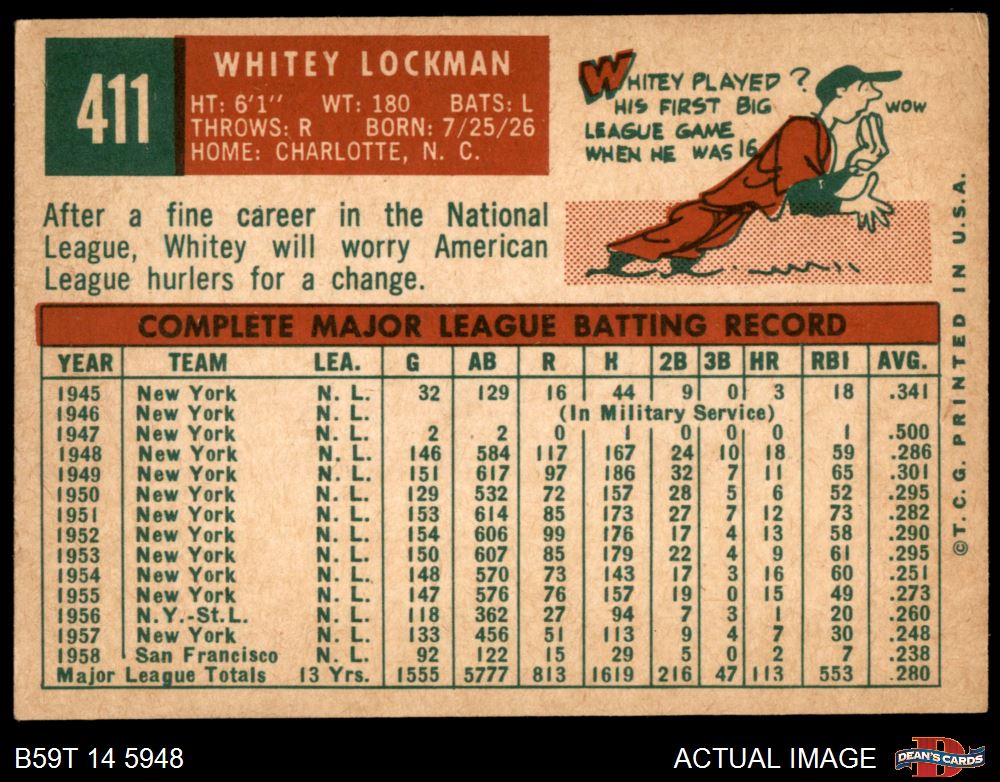 411
WHITEY LOCKMAN
HT: 6'1" WT: 180 BATS: L
THROWS: R BORN: 7/25/26
HOME: CHARLOTTE, N. C.
WHITEY PLAYED ?
HIS FIRST BIG
LEAGUE GAME
WHEN HE WAS 16
WOW
After a fine career in the National
League, Whitey will worry American
League hurlers for a change.
COMPLETE MAJOR LEAGUE BATTING RECORD
YEAR TEAM LEA. G AB R H 2B 3B HR RBI AVG.
1945 New York N. L. 32 129 16 44 9 0 3 18 .341
1946 New York N. L. (In Military Service)
1947 New York N. L. 2 2 0 1 0 0 0 1 .500
1948 New York N. L. 146 584 117 167 24 10 18 59 .286
1949 New York N. L. 151 617 97 186 32 7 11 65 .301
1950 New York N. L. 129 532 72 157 28 5 6 52 .295
1951 New York N. L. 153 614 85 173 27 7 12 73 .282
1952 New York N. L. 154 606 99 176 17 4 13 58 .290
1953 New York N. L. 150 607 85 179 22 4 9 61 .295
1954 New York N. L. 148 570 73 143 17 3 16 60 .251
1955 New York N. L. 147 576 76 157 19 0 15 49 .273
1956 N.Y.-St.L. N. L. 118 362 27 94 7 3 1 20 .260
1957 New York N. L. 133 456 51 113 9 4 7 30 .248
1958 San Francisco N. L. 92 122 15 29 5 0 2 7 .238
Major League Totals 13 Yrs. 1555 5777 813 1619 216 47 113 553 .280
©T. C. G. PRINTED IN U.S.A.
B59T 14 5948
ACTUAL IMAGE
D
DEAN'S CARDS